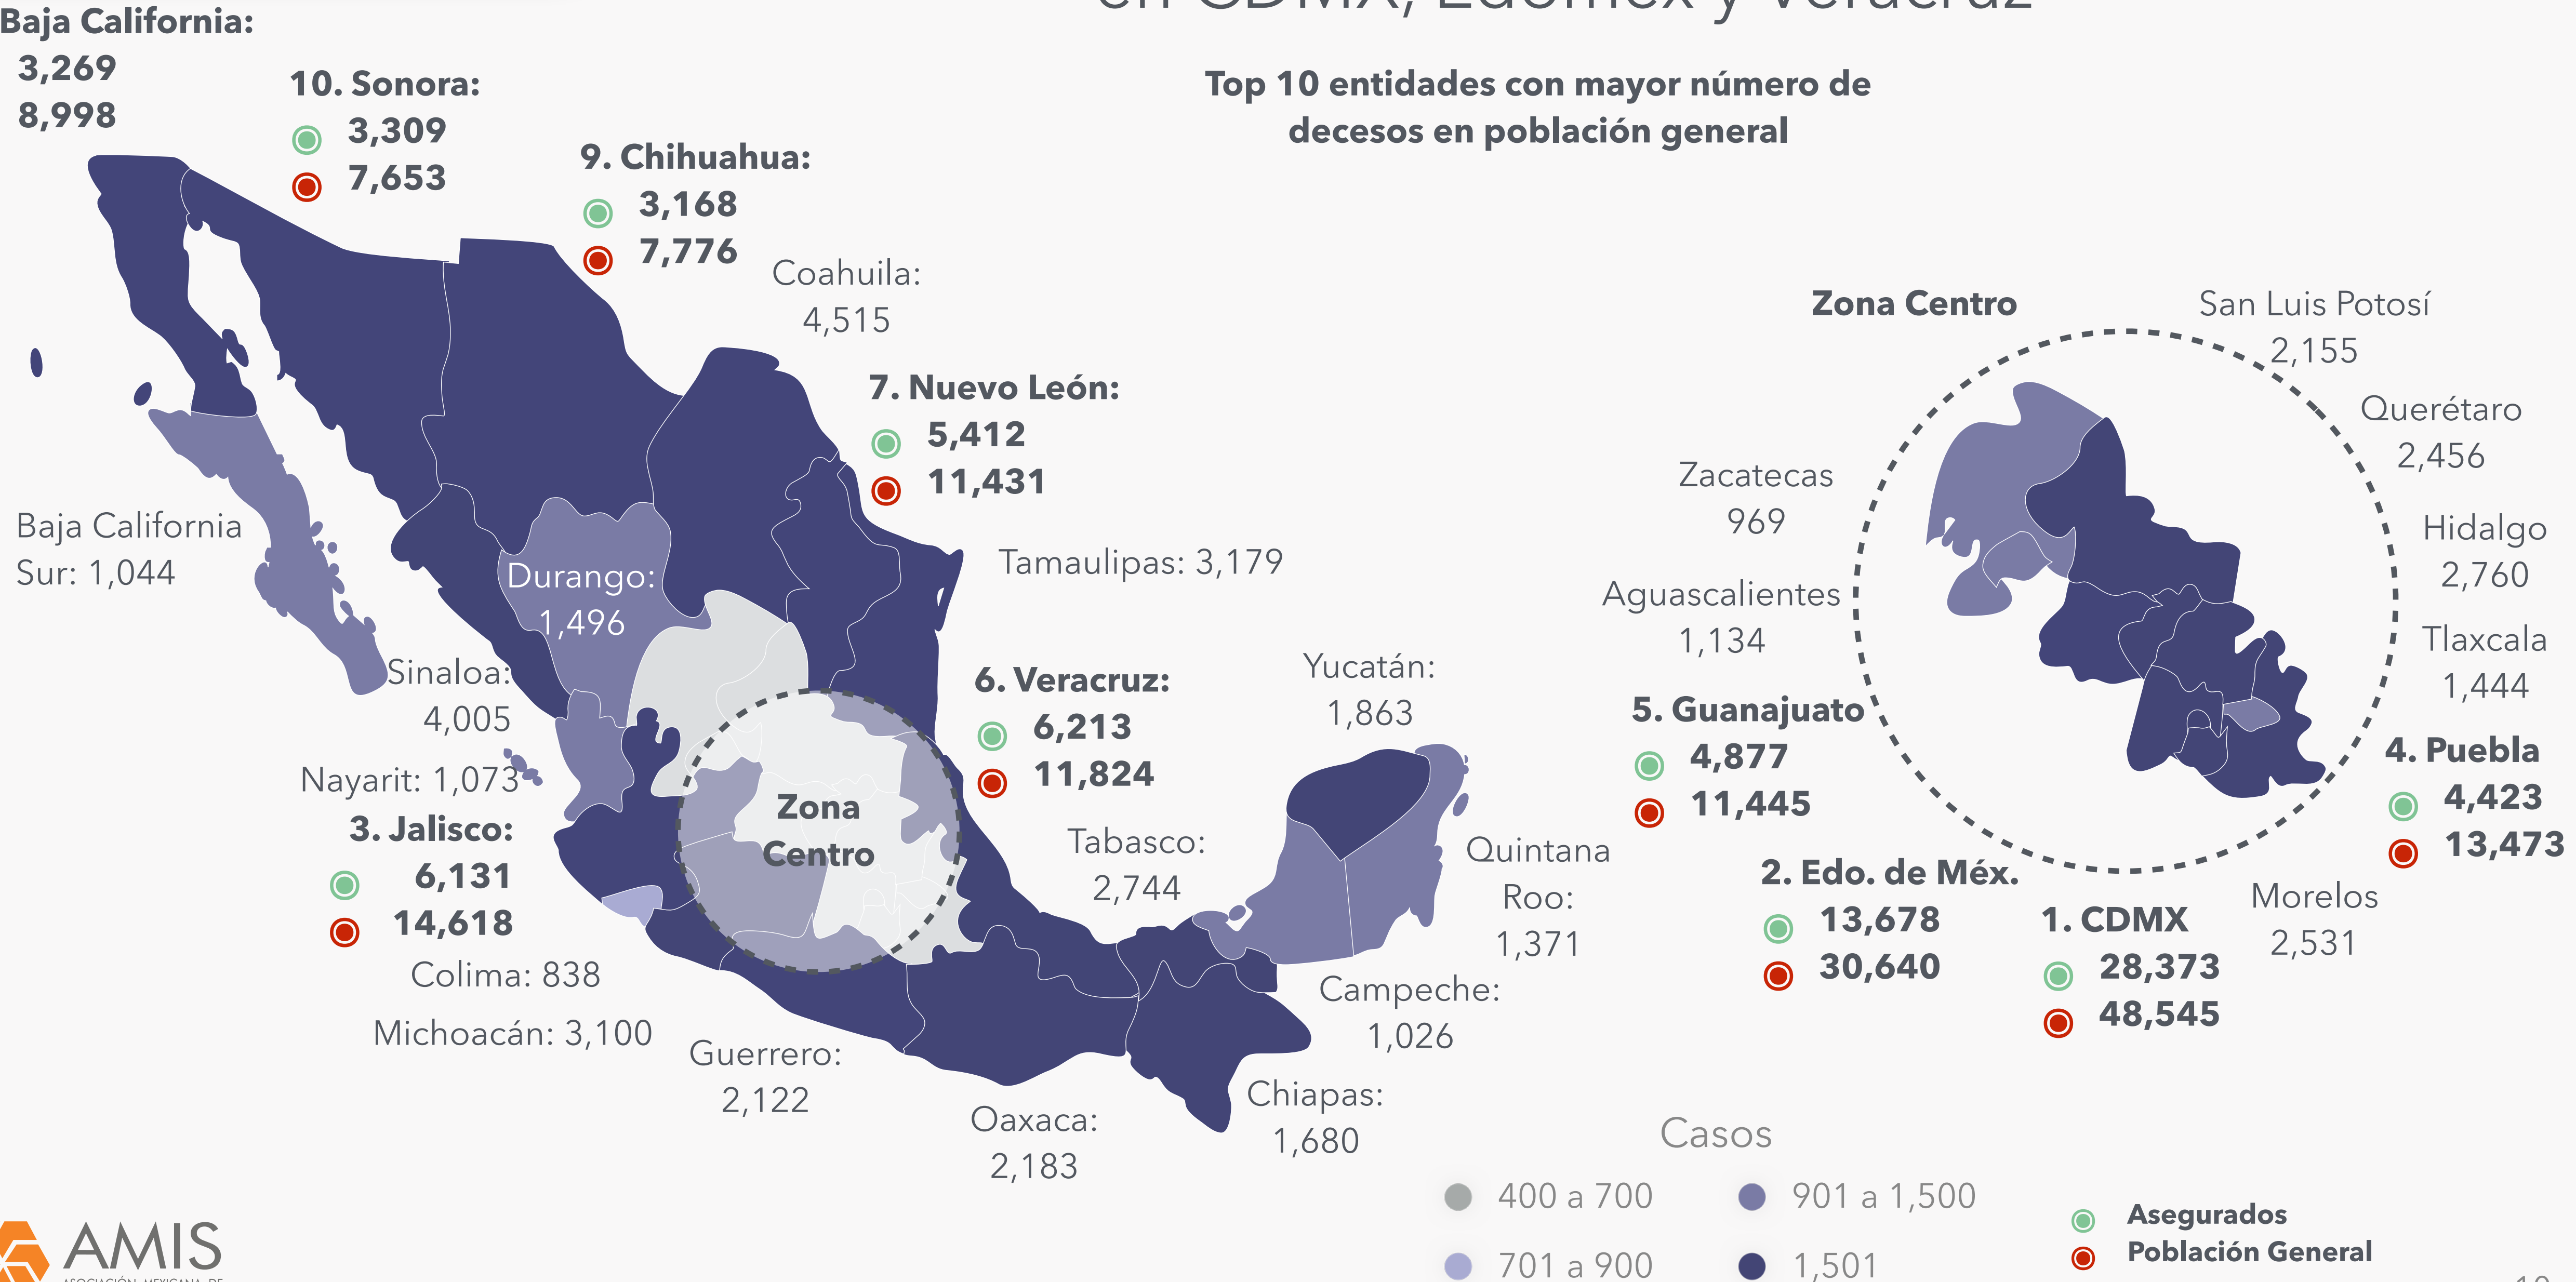 en CDMX, Edomex y Veracruz
Top 10 entidades con mayor número de
decesos en población general
Baja California:
3,269
8,998
10. Sonora:
3,309
7,653
9. Chihuahua:
3,168
7,776
Coahuila:
4,515
7. Nuevo León:
5,412
11,431
Tamaulipas: 3,179
Baja California
Sur: 1,044
Durango:
1,496
Sinaloa:
4,005
Nayarit: 1,073
3. Jalisco:
6,131
14,618
Colima: 838
Michoacán: 3,100
Guerrero:
2,122
Oaxaca:
2,183
Zona
Centro
6. Veracruz:
6,213
11,824
Tabasco:
2,744
Yucatán:
1,863
Quintana
Roo:
1,371
Campeche:
1,026
Chiapas:
1,680
Zona Centro
San Luis Potosí
2,155
Querétaro
2,456
Hidalgo
2,760
Tlaxcala
1,444
Zacatecas
969
Aguascalientes
1,134
5. Guanajuato
4,877
11,445
4. Puebla
4,423
13,473
2. Edo. de Méx.
13,678
30,640
1. CDMX
28,373
48,545
Morelos
2,531
Casos
400 a 700
901 a 1,500
701 a 900
1,501
Asegurados
Población General
AMIS
ASOCIACIÓN MEXICANA DE